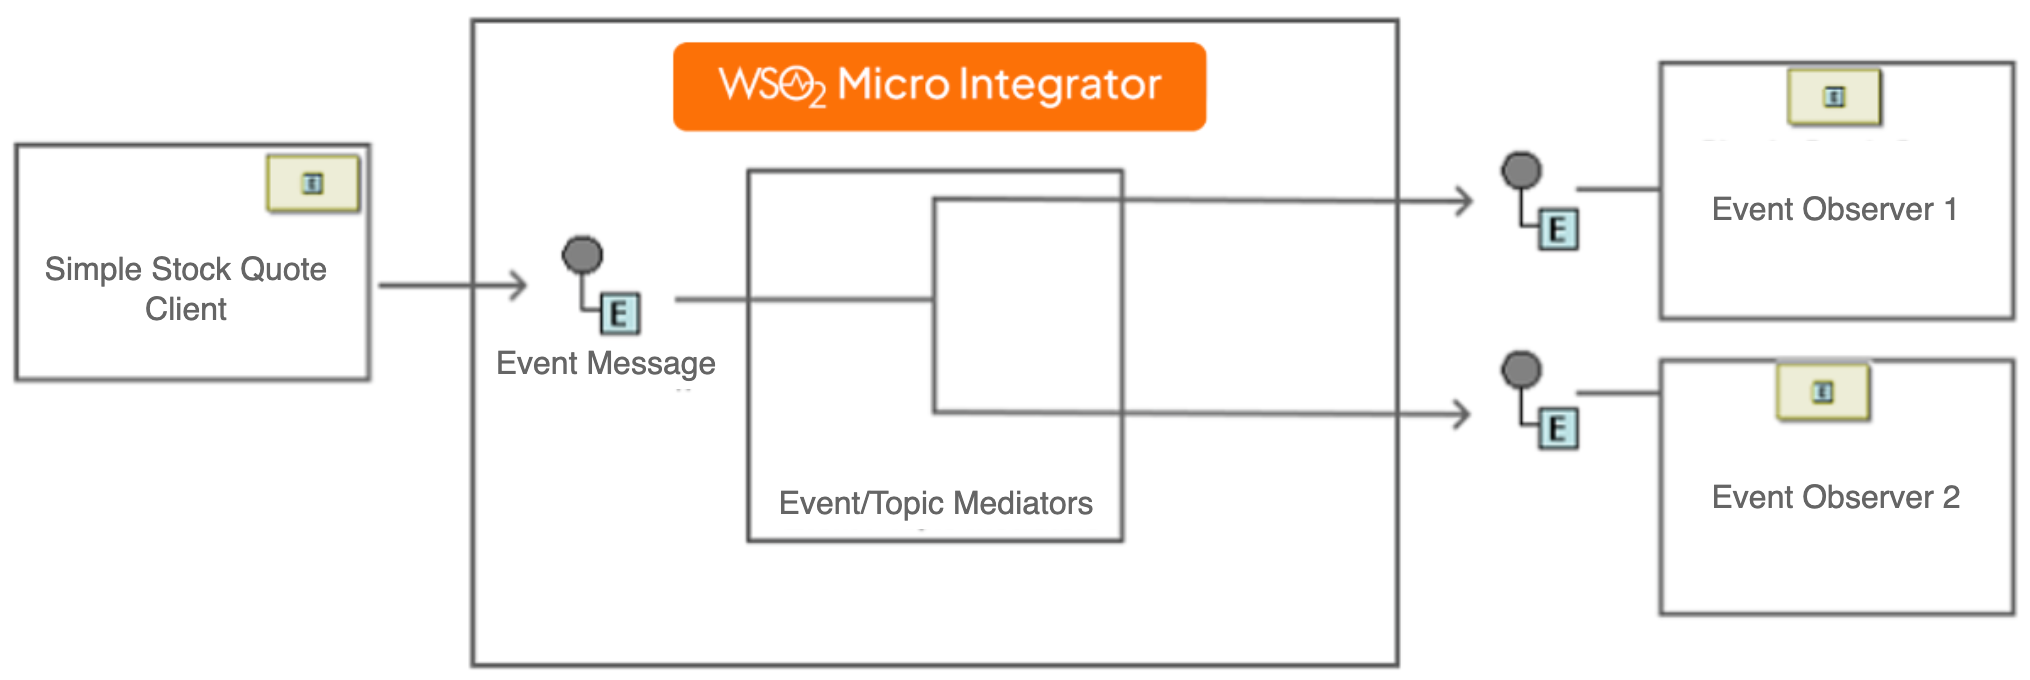 WSO2 Micro Integrator
E
Simple Stock Quote
Client
E
Event Message
Event/Topic Mediators
E
E
Event Observer 1
E
E
Event Observer 2